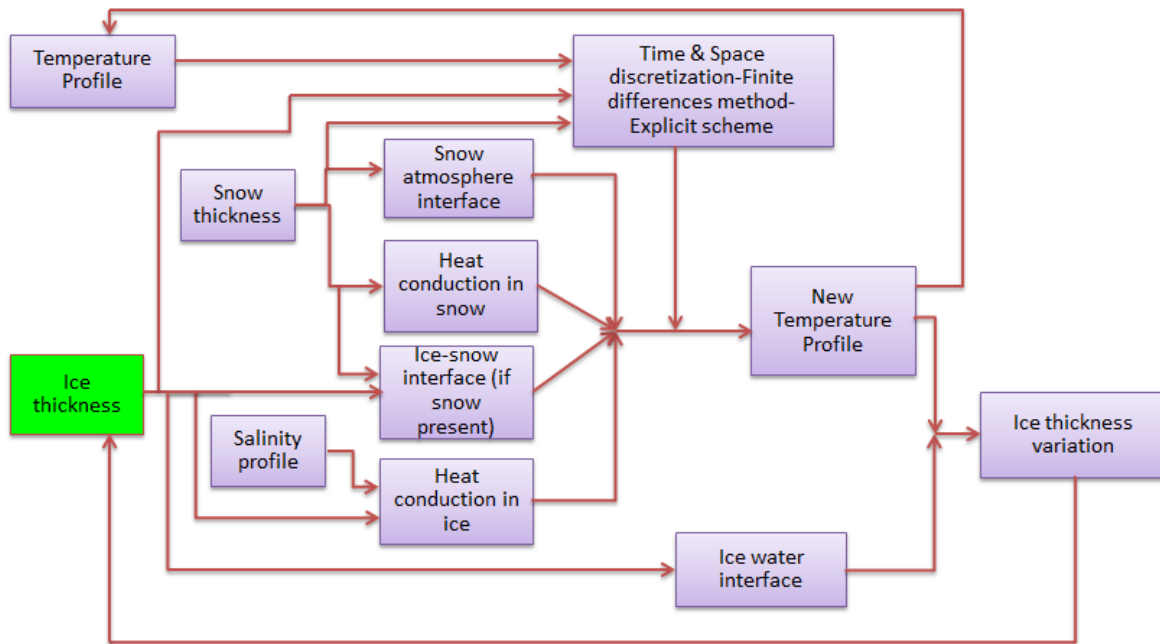 Temperature
Profile
Time & Space
discretization-Finite
differences method-
Explicit scheme
Snow
atmosphere
interface
Snow
thickness
Heat
conduction in
snow
New
Temperature
Profile
Ice
thickness
Ice-snow
interface (if
snow
present)
Ice thickness
variation
Salinity
profile
Heat
conduction in
ice
Ice water
interface